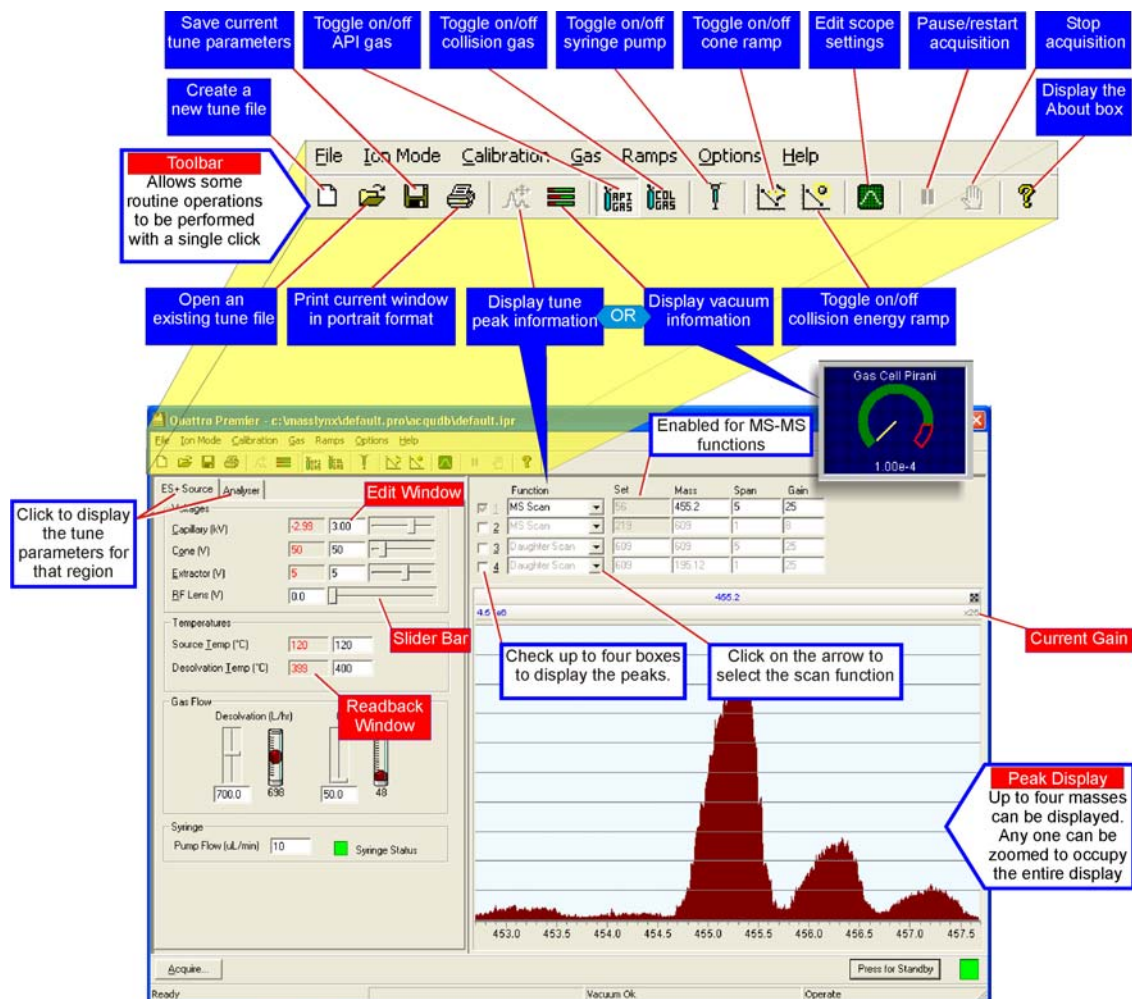 Save current
tune parameters
Toggle on/off
API gas
Toggle on/off
collision gas
Toggle on/off
syringe pump
Toggle on/off
cone ramp
Edit scope
settings
Pause/restart
acquisition
Stop
acquisition
Create a
new tune file
Display the
About box
Toolbar
Allows some
routine operations
to be performed
with a single click
File Ion Mode Calibration Gas Ramps Options Help
API GAS COL GAS
Open an
existing tune file
Print current window
in portrait format
Display tune
peak information
OR
Display vacuum
information
Toggle on/off
collision energy ramp
Gas Cell Pirani
1.00e-4
Quattro Premier - c:\masslynx\default.pro\acqudb\default.ipr
File Ion Mode Calibration Gas Ramps Options Help
Enabled for MS-MS
functions
ES+ Source Analyser
Click to display
the tune
parameters for
that region
Edit Window
Voltages
Capillary (kV) -2.99 3.00
Cone (V) 50 50
Extractor (V) 5 5
RF Lens (V) 0.0
Slider Bar
Temperatures
Source Temp (°C) 120 120
Desolvation Temp (°C) 399 400
Readback
Window
Gas Flow
Desolvation (L/hr)
700.0 698 50.0 48
Syringe
Pump Flow (uL/min) 10 Syringe Status
Function Set Mass Span Gain
1 MS Scan 56 455.2 5 25
2 MS Scan 219 609 1 8
3 Daughter Scan 609 609 5 25
4 Daughter Scan 609 195.12 1 25
455.2
x25
Current Gain
Check up to four boxes
to display the peaks.
Click on the arrow to
select the scan function
Peak Display
Up to four masses
can be displayed.
Any one can be
zoomed to occupy
the entire display
453.0 453.5 454.0 454.5 455.0 455.5 456.0 456.5 457.0 457.5
Acquire... Press for Standby
Ready Vacuum Ok Operate